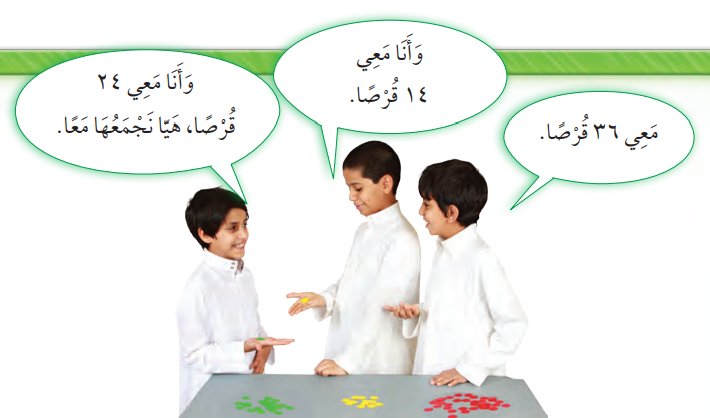 مَعِي ٣٦ قُرْصًا.
وَأَنَا مَعِي
١٤ قُرْصًا.
وَأَنَا مَعِي ٢٤
قُرْصًا، هَيَّا نَجْمَعُهَا مَعًا.